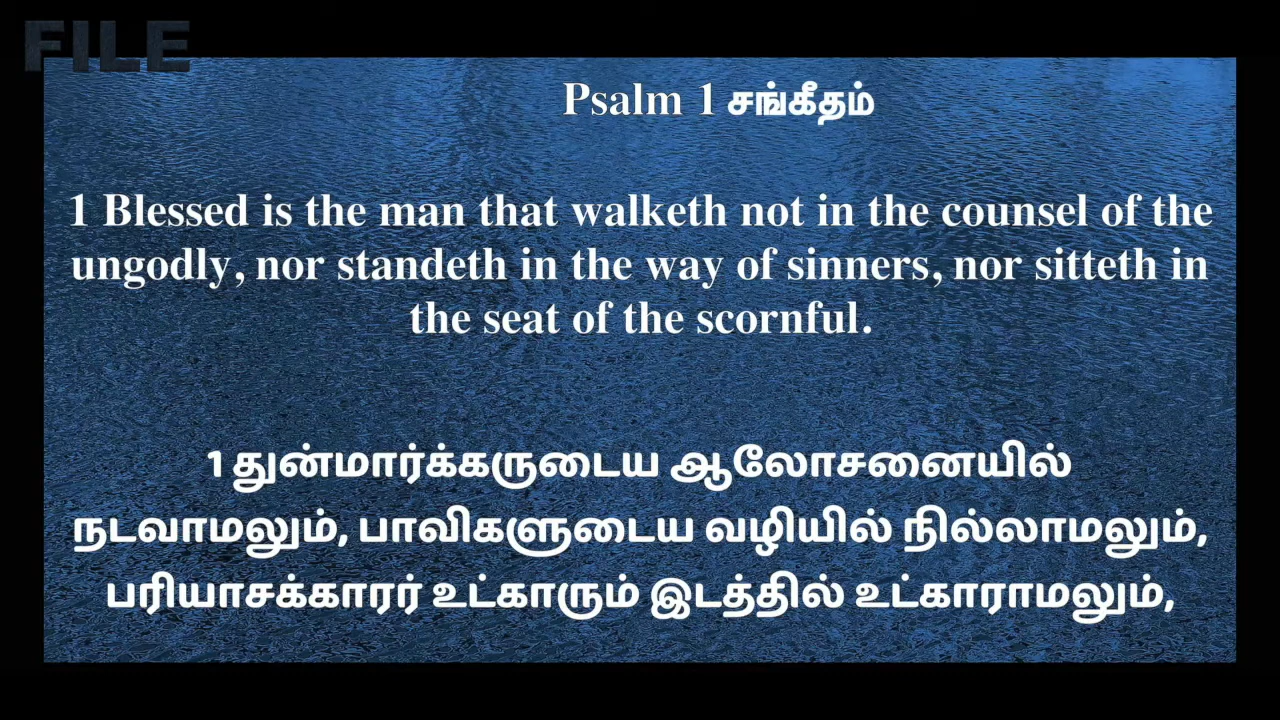 FILE
Psalm 1 சங்கீதம்
1 Blessed is the man that walketh not in the counsel of the
ungodly, nor standeth in the way of sinners, nor sitteth in
the seat of the scornful.
1 துன்மார்க்கருடைய ஆலோசனையில்
நடவாமலும், பாவிகளுடைய வழியில் நில்லாமலும்,
பரியாசக்காரர் உட்காரும் இடத்தில் உட்காராமலும்,